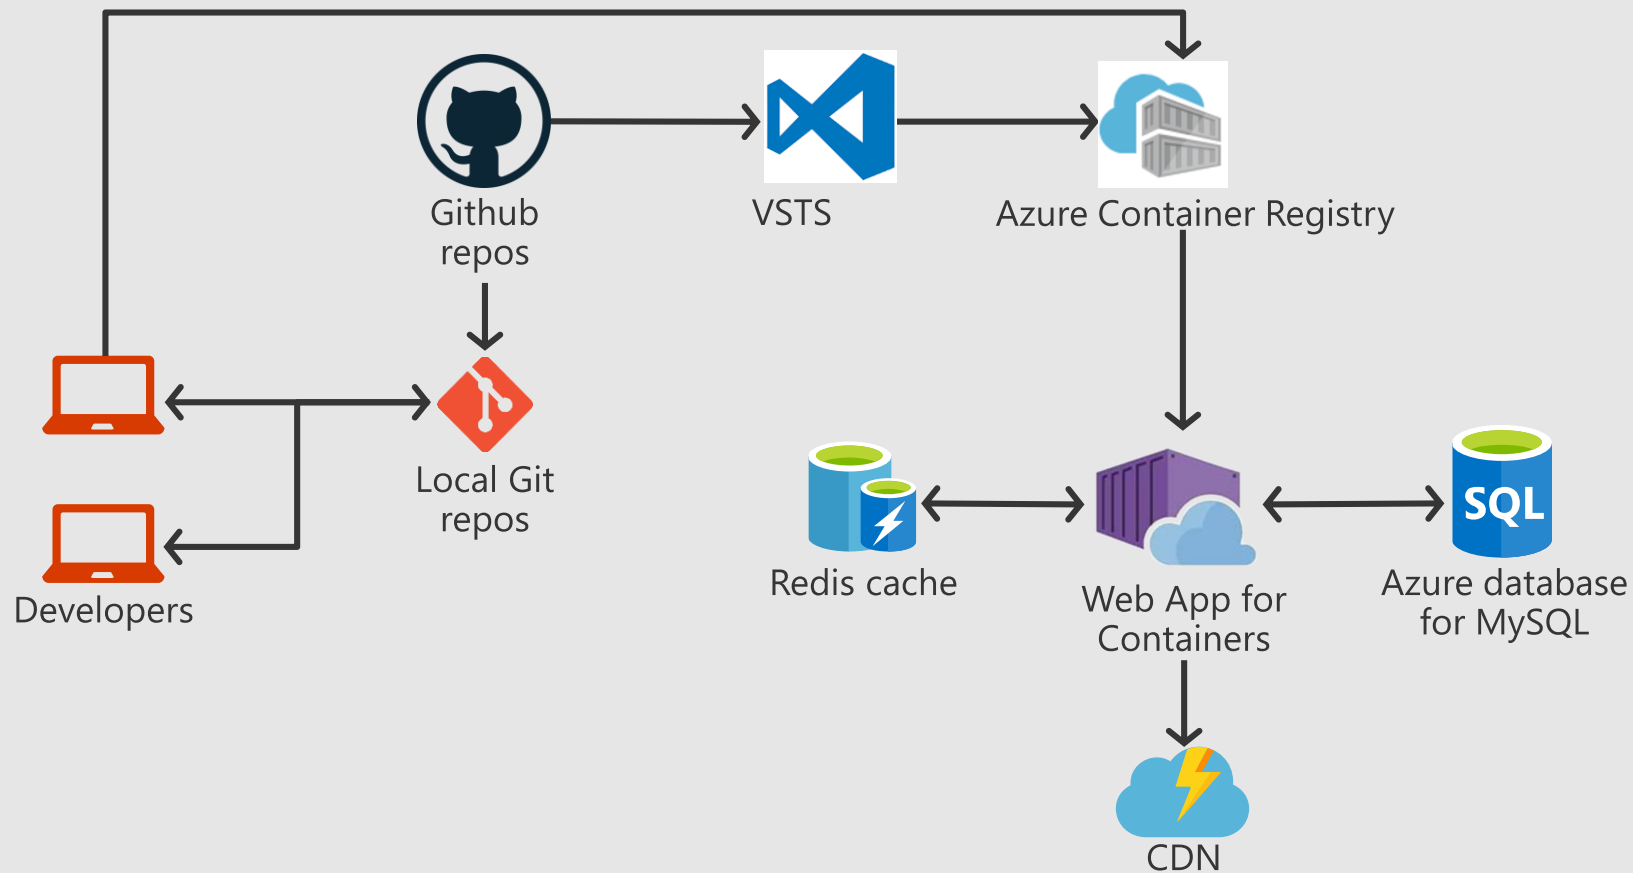 Github
repos
VSTS
Azure Container Registry
Local Git
repos
Developers
Redis cache
Web App for
Containers
SQL
Azure database
for MySQL
CDN